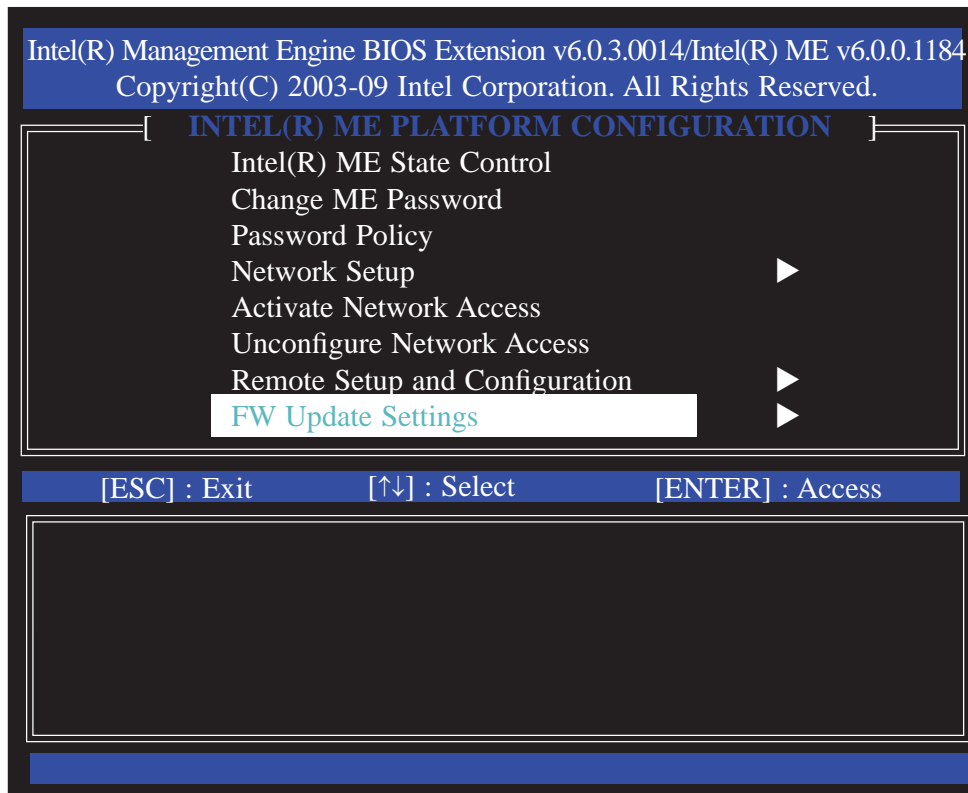 Intel(R) Management Engine BIOS Extension v6.0.3.0014/Intel(R) ME v6.0.0.1184
Copyright(C) 2003-09 Intel Corporation. All Rights Reserved.
[ INTEL(R) ME PLATFORM CONFIGURATION ]
Intel(R) ME State Control
Change ME Password
Password Policy
Network Setup ►
Activate Network Access
Unconfigure Network Access
Remote Setup and Configuration ►
FW Update Settings ►
[ESC] : Exit [↑↓] : Select [ENTER] : Access